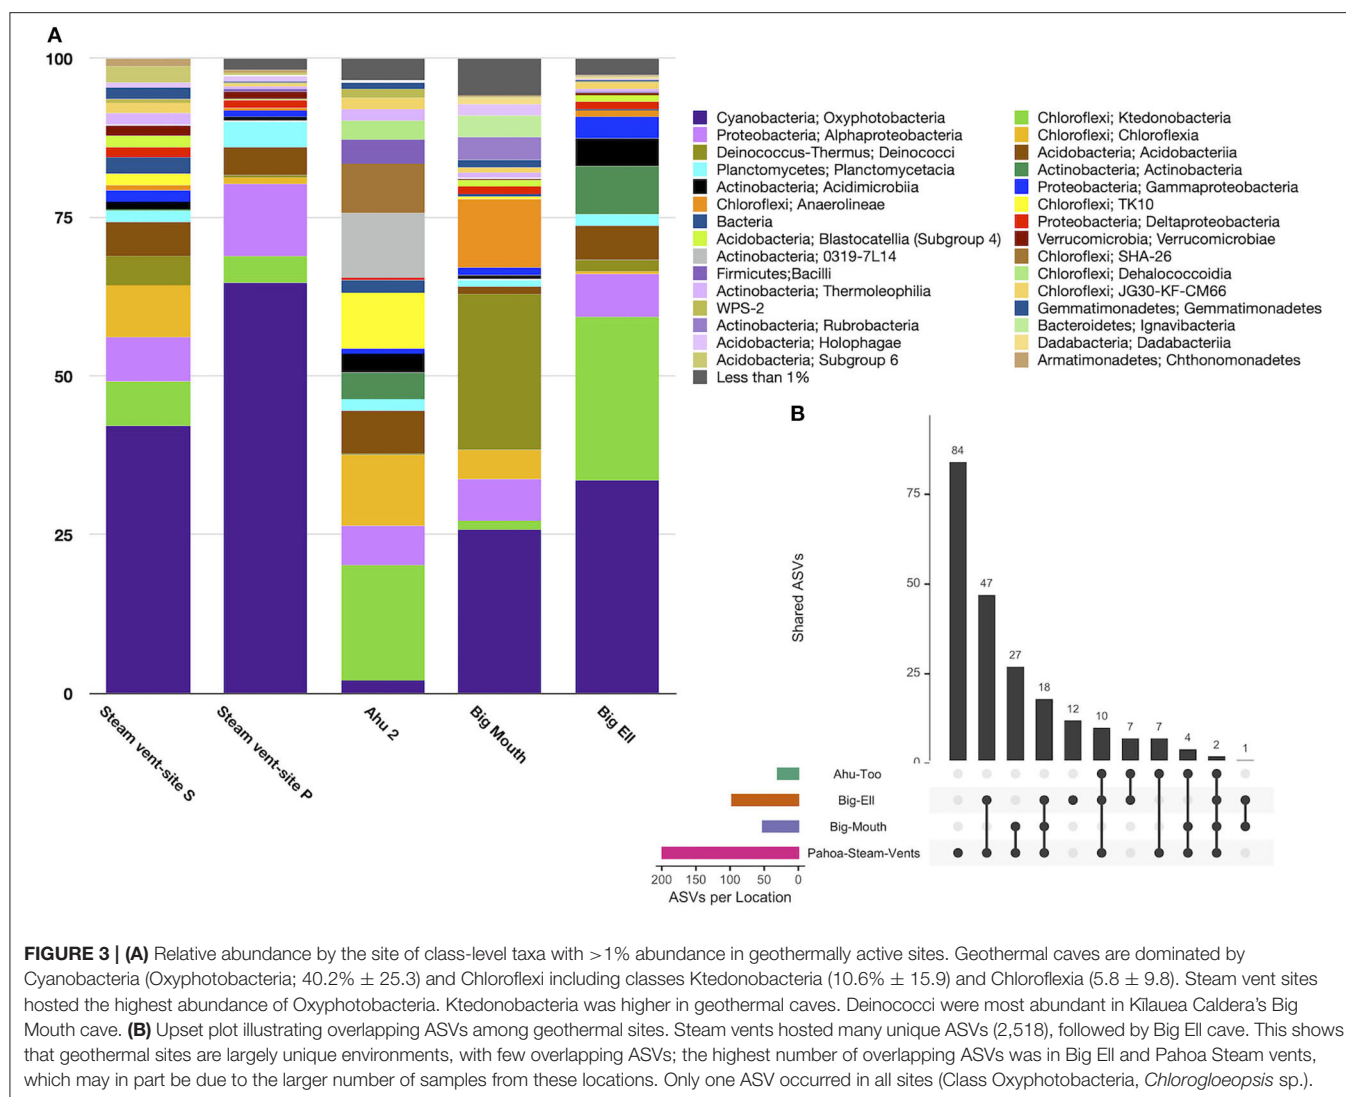 A
100
75
50
25
0
Steam vent-site S
Steam vent-site P
Ahu 2
Big Mouth
Big Ell
Cyanobacteria; Oxyphotobacteria
Proteobacteria; Alphaproteobacteria
Deinococcus-Thermus; Deinococci
Planctomycetes; Planctomycetacia
Actinobacteria; Acidimicrobiia
Chloroflexi; Anaerolineae
Bacteria
Acidobacteria; Blastocatellia (Subgroup 4)
Actinobacteria; 0319-7L14
Firmicutes;Bacilli
Actinobacteria; Thermoleophilia
WPS-2
Actinobacteria; Rubrobacteria
Acidobacteria; Holophagae
Acidobacteria; Subgroup 6
Less than 1%
Chloroflexi; Ktedonobacteria
Chloroflexi; Chloroflexia
Acidobacteria; Acidobacteriia
Actinobacteria; Actinobacteria
Proteobacteria; Gammaproteobacteria
Chloroflexi; TK10
Proteobacteria; Deltaproteobacteria
Verrucomicrobia; Verrucomicrobiae
Chloroflexi; SHA-26
Chloroflexi; Dehalococcoidia
Chloroflexi; JG30-KF-CM66
Gemmatimonadetes; Gemmatimonadetes
Bacteroidetes; Ignavibacteria
Dadabacteria; Dadabacteriia
Armatimonadetes; Chthonomonadetes
B
Shared ASVs
75
50
25
0
84
47
27
18
12
10
7
7
4
2
1
Ahu-Too
Big-Ell
Big-Mouth
Pahoa-Steam-Vents
200 150 100 50 0
ASVs per Location
FIGURE 3 | (A) Relative abundance by the site of class-level taxa with >1% abundance in geothermally active sites. Geothermal caves are dominated by
Cyanobacteria (Oxyphotobacteria; 40.2% ± 25.3) and Chloroflexi including classes Ktedonobacteria (10.6% ± 15.9) and Chloroflexia (5.8 ± 9.8). Steam vent sites
hosted the highest abundance of Oxyphotobacteria. Ktedonobacteria was higher in geothermal caves. Deinococci were most abundant in Kīlauea Caldera's Big
Mouth cave. (B) Upset plot illustrating overlapping ASVs among geothermal sites. Steam vents hosted many unique ASVs (2,518), followed by Big Ell cave. This shows
that geothermal sites are largely unique environments, with few overlapping ASVs; the highest number of overlapping ASVs was in Big Ell and Pahoa Steam vents,
which may in part be due to the larger number of samples from these locations. Only one ASV occurred in all sites (Class Oxyphotobacteria, Chlorogloeopsis sp.).